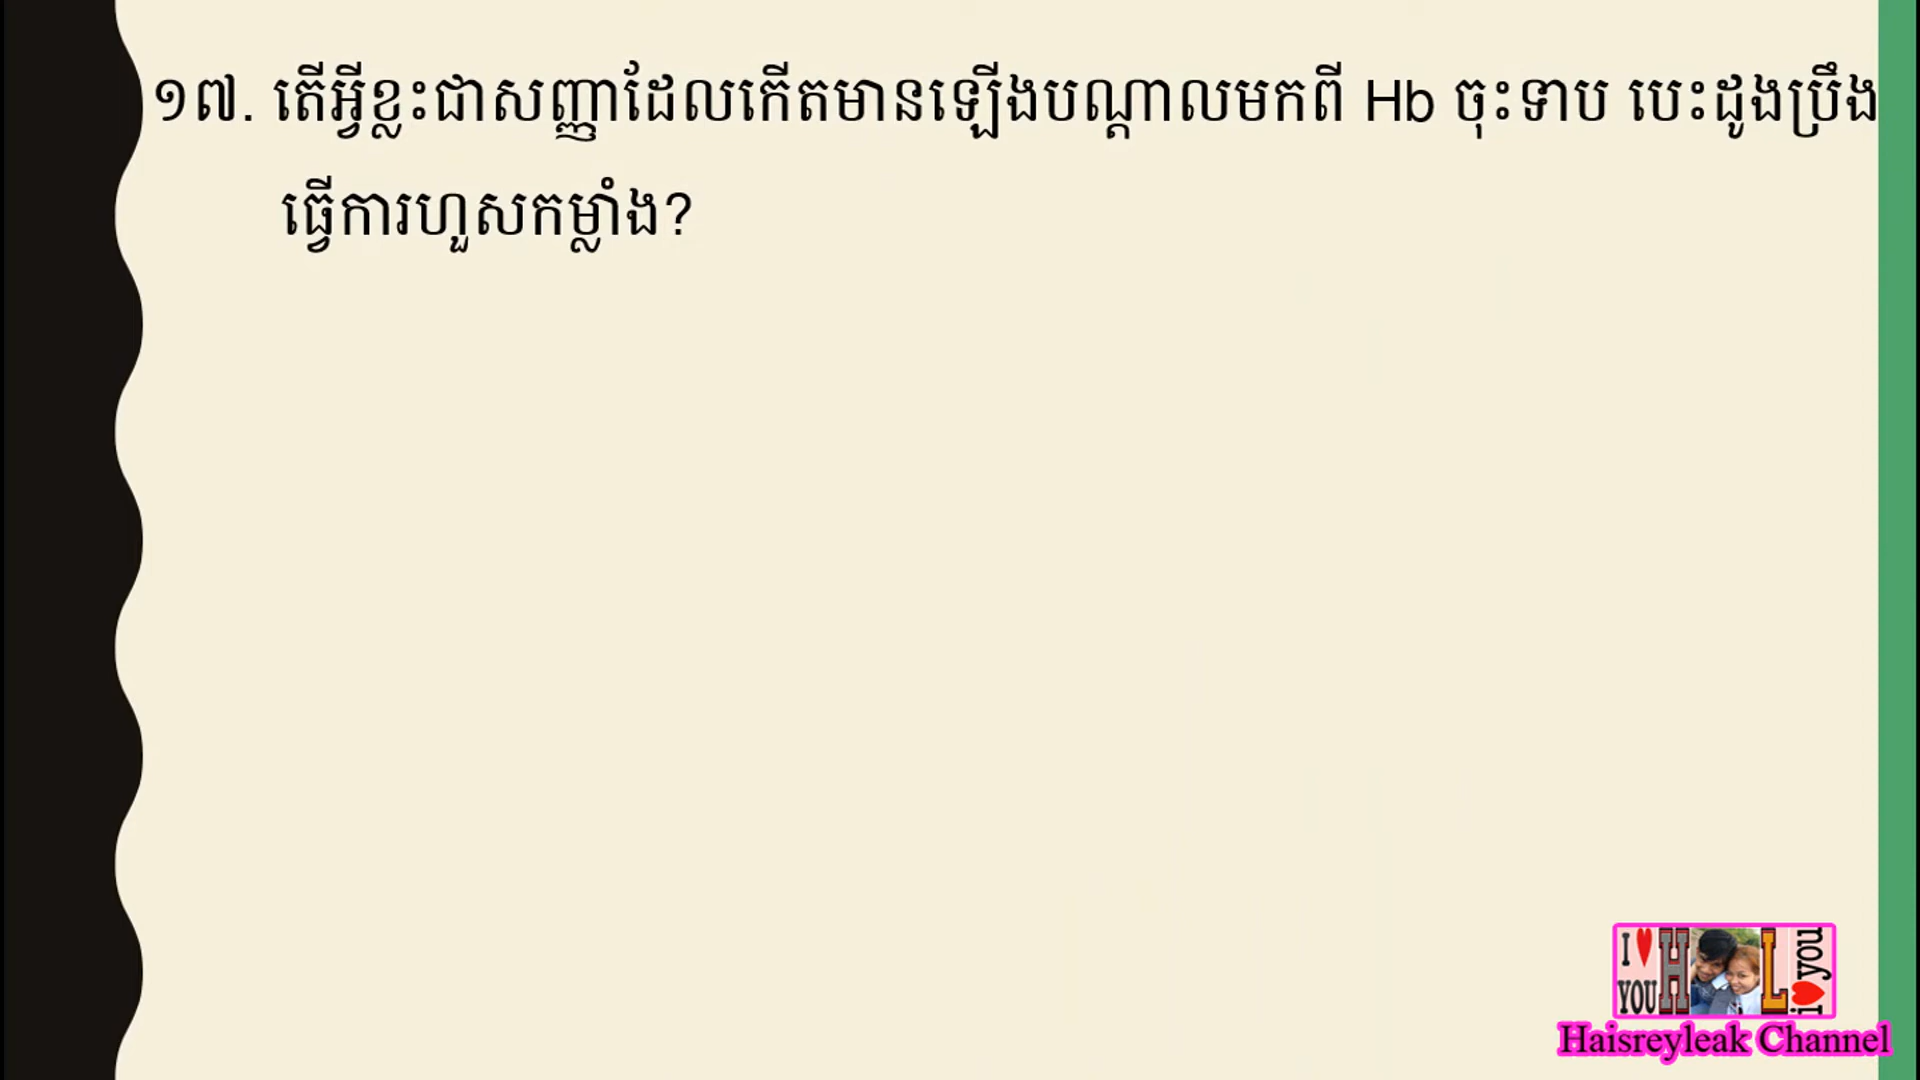 ១៧. តើអ្វីខ្លះជាសញ្ញាដែលកើតមានឡើងបណ្តាលមកពី Hb ចុះទាប បេះដូងប្រឹង
ធ្វើការហួសកម្លាំង?
I ♥ YOU H L i ♥ you
Haisreyleak Channel